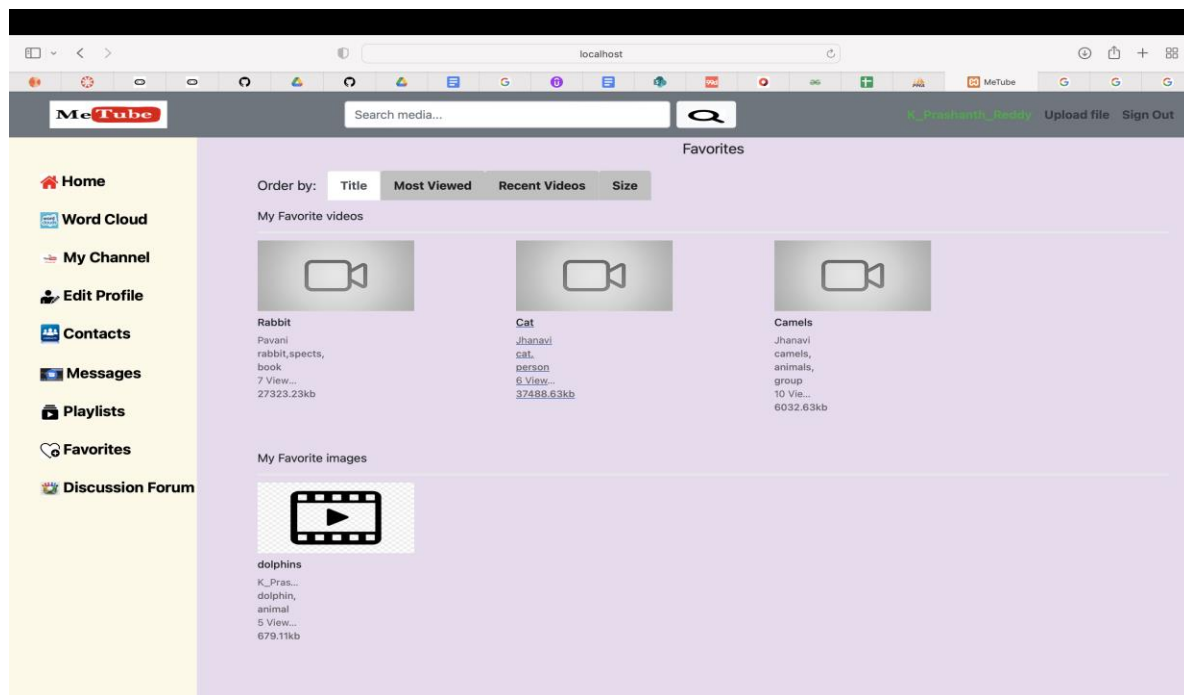 localhost
MeTube
MeTube
Search media...
K_Prashanth_Reddy
Upload file
Sign Out
Favorites
Home
Word Cloud
My Channel
Edit Profile
Contacts
Messages
Playlists
Favorites
Discussion Forum
Order by:
Title
Most Viewed
Recent Videos
Size
My Favorite videos
Rabbit
Pavani
rabbit,spects,
book
7 View...
27323.23kb
Cat
Jhanavi
cat,
person
6 View...
37488.63kb
Camels
Jhanavi
camels,
animals,
group
10 Vie...
6032.63kb
My Favorite images
dolphins
K_Pras...
dolphin,
animal
5 View...
679.11kb